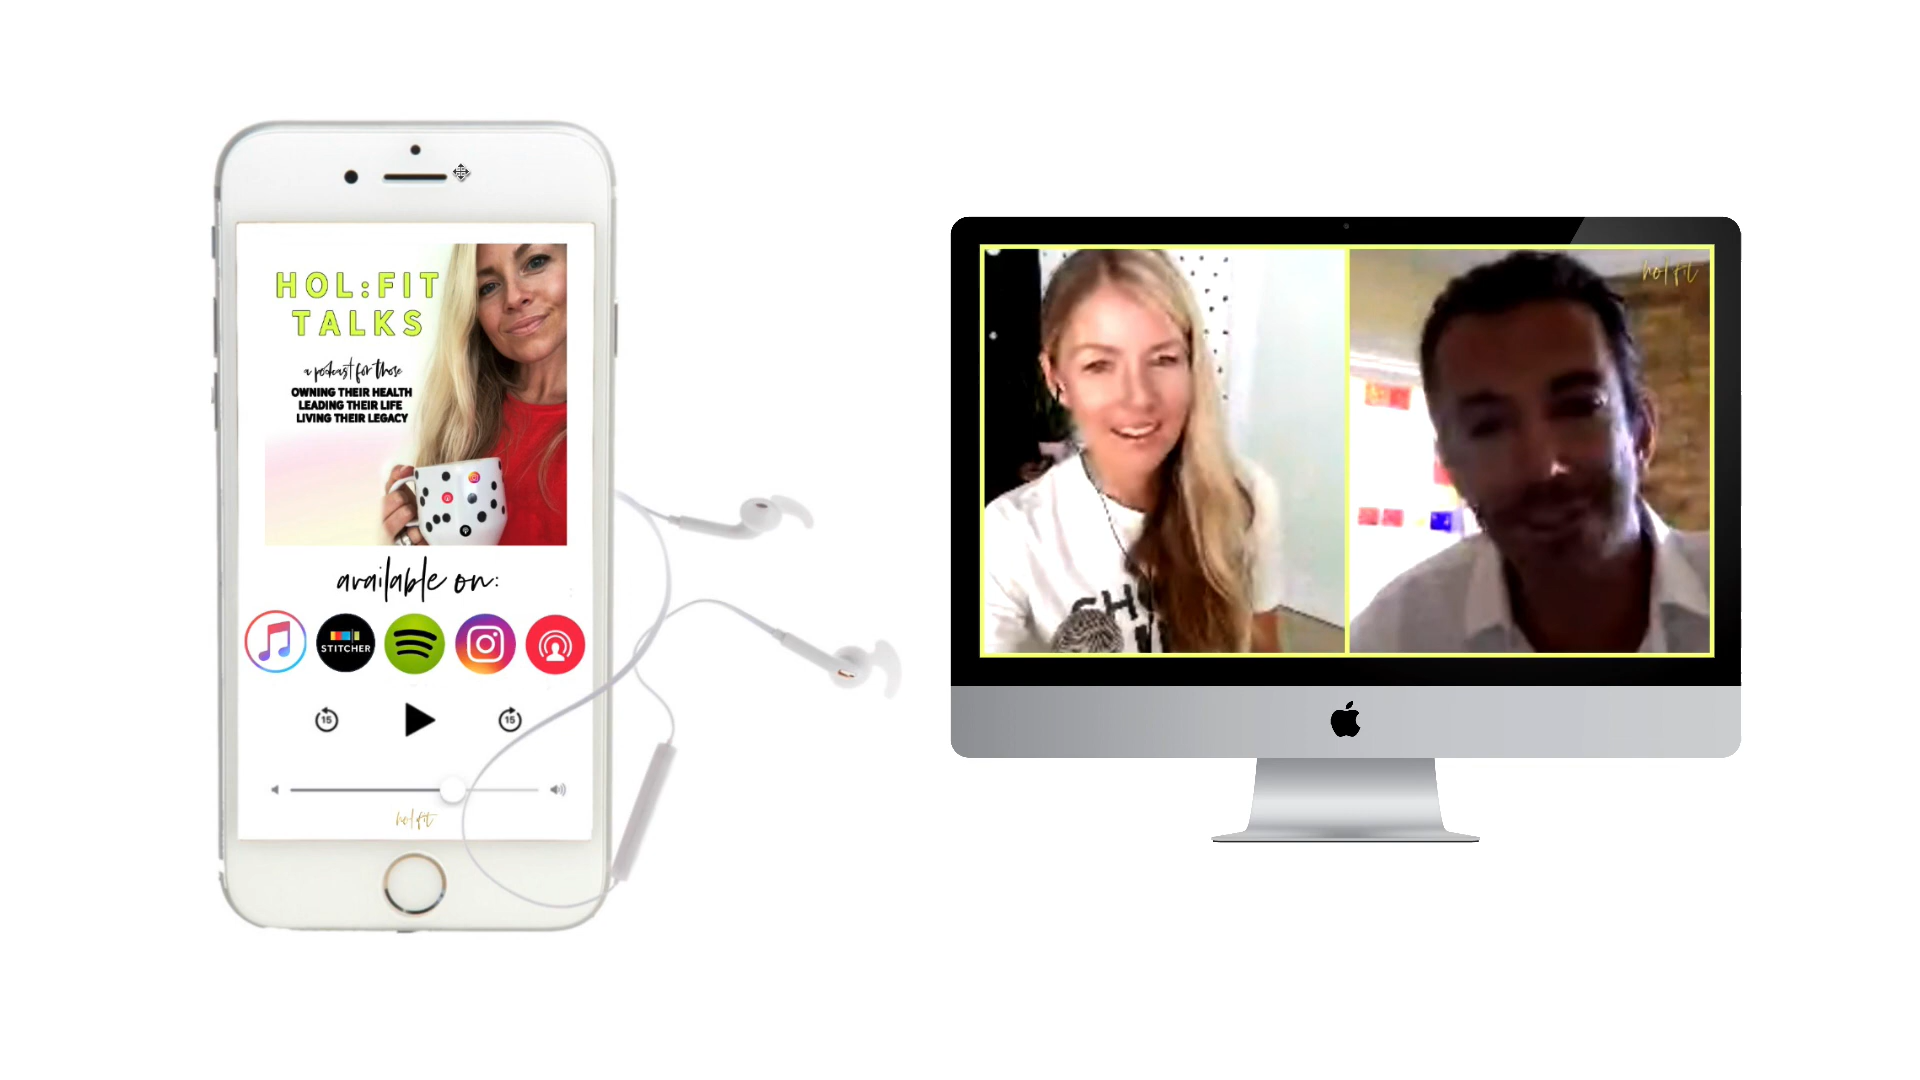 HOL:FIT
TALKS
a podcast for those
OWNING THEIR HEALTH
LEADING THEIR LIFE
LIVING THEIR LEGACY
available on:
STITCHER
15
15
hol fit
hol fit
CH